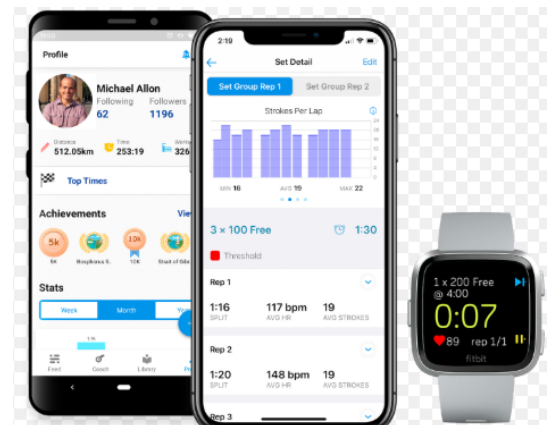 Profile
Michael Allon
Following
Followers
62
1196
Distance
512.05km
Time
253:19
326
Top Times
Achievements
5k
10k
5K
10K
Stats
Week
Month
Feed
Coach
Library
2:19
Set Detail
Edit
Set Group Rep 1
Set Group Rep 2
Strokes Per Lap
MIN 16
AVG 19
MAX 22
3 × 100 Free
1:30
Threshold
Rep 1
1:16
117 bpm
19
SPLIT
AVG HR
AVG STROKES
Rep 2
1:20
148 bpm
19
SPLIT
AVG HR
AVG STROKES
Rep 3
1 x 200 Free
@ 4:00
0:07
89 rep 1/1
fitbit